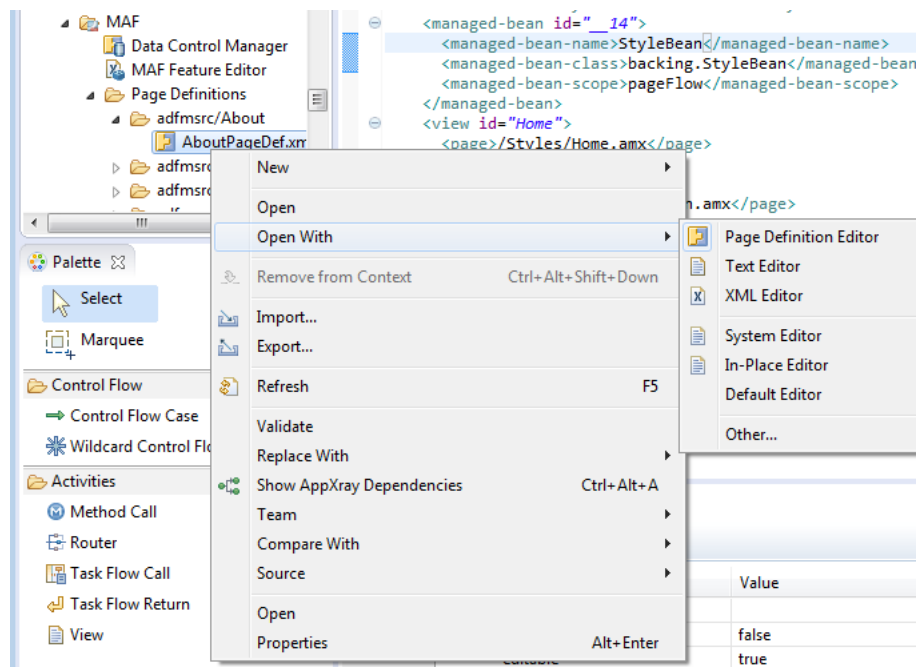 MAF
Data Control Manager
MAF Feature Editor
Page Definitions
adfmsrc/About
AboutPageDef.xm
adfmsrc
adfmsrc
<managed-bean id="__14">
<managed-bean-name>StyleBean</managed-bean-name>
<managed-bean-class>backing.StyleBean</managed-bean
<managed-bean-scope>pageFlow</managed-bean-scope>
</managed-bean>
<view id="Home">
<page>/Styles/Home.amx</page>
n.amx</page>
Palette
Select
Marquee
Control Flow
Control Flow Case
Wildcard Control Flo
Activities
Method Call
Router
Task Flow Call
Task Flow Return
View
New
Open
Open With
Remove from Context Ctrl+Alt+Shift+Down
Import...
Export...
Refresh F5
Validate
Replace With
Show AppXray Dependencies Ctrl+Alt+A
Team
Compare With
Source
Open
Properties Alt+Enter
Page Definition Editor
Text Editor
XML Editor
System Editor
In-Place Editor
Default Editor
Other...
Value
false
true